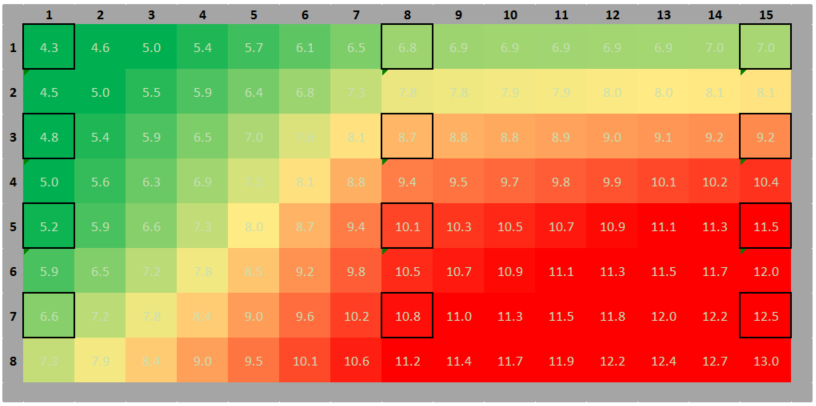 1 2 3 4 5 6 7 8 9 10 11 12 13 14 15
1 4.3 4.6 5.0 5.4 5.7 6.1 6.5 6.8 6.9 6.9 6.9 6.9 6.9 7.0 7.0
2 4.5 5.0 5.5 5.9 6.4 6.8 7.3 7.8 7.8 7.9 7.9 8.0 8.0 8.1 8.1
3 4.8 5.4 5.9 6.5 7.0 8.1 8.7 8.8 8.8 8.9 9.0 9.1 9.2 9.2
4 5.0 5.6 6.3 6.9 8.1 8.8 9.4 9.5 9.7 9.8 9.9 10.1 10.2 10.4
5 5.2 5.9 6.6 7.3 8.0 8.7 9.4 10.1 10.3 10.5 10.7 10.9 11.1 11.3 11.5
6 5.9 6.5 7.2 7.8 8.5 9.2 9.8 10.5 10.7 10.9 11.1 11.3 11.5 11.7 12.0
7 6.6 7.2 7.8 8.4 9.0 9.6 10.2 10.8 11.0 11.3 11.5 11.8 12.0 12.2 12.5
8 7.3 7.9 8.4 9.0 9.5 10.1 10.6 11.2 11.4 11.7 11.9 12.2 12.4 12.7 13.0